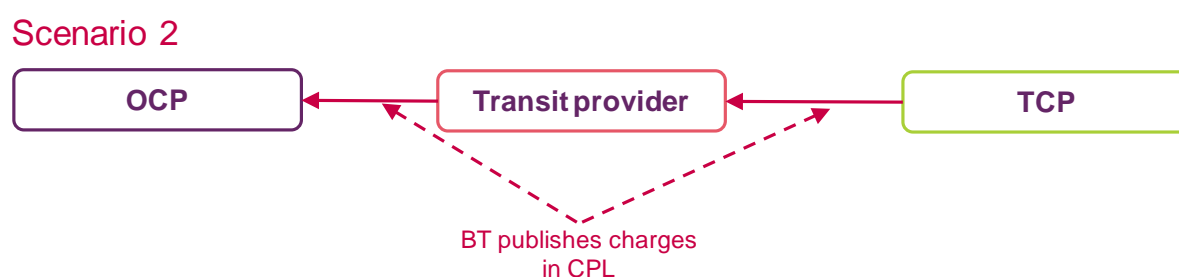 Scenario 2
OCP
Transit provider
TCP
BT publishes charges
in CPL